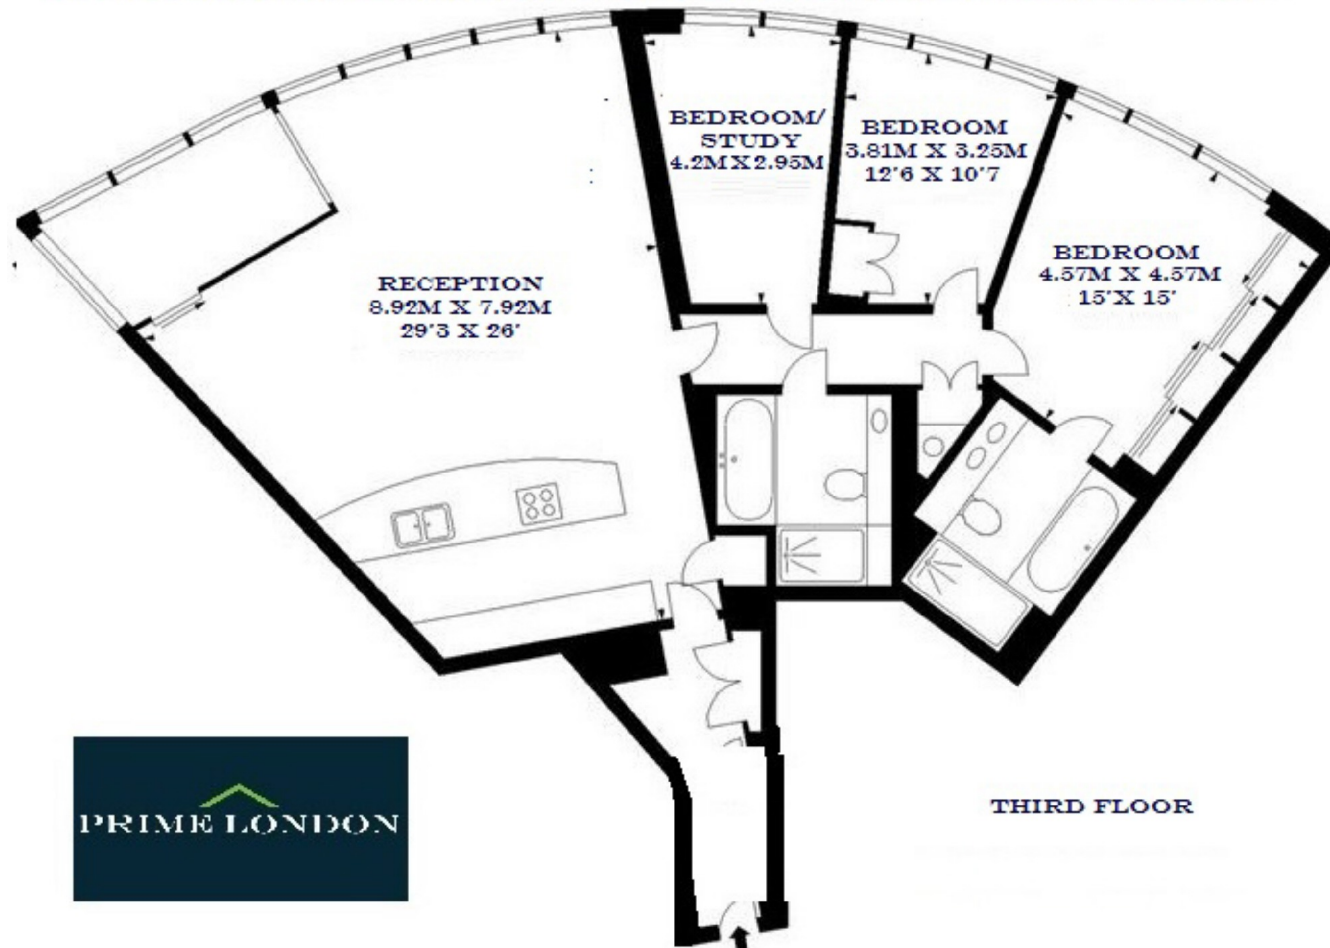 BEDROOM/
STUDY
4.2M X 2.95M
BEDROOM
3.81M X 3.25M
12'6 X 10'7
BEDROOM
4.57M X 4.57M
15'X 15'
RECEPTION
8.92M X 7.92M
29'3 X 26'
PRIME LONDON
THIRD FLOOR